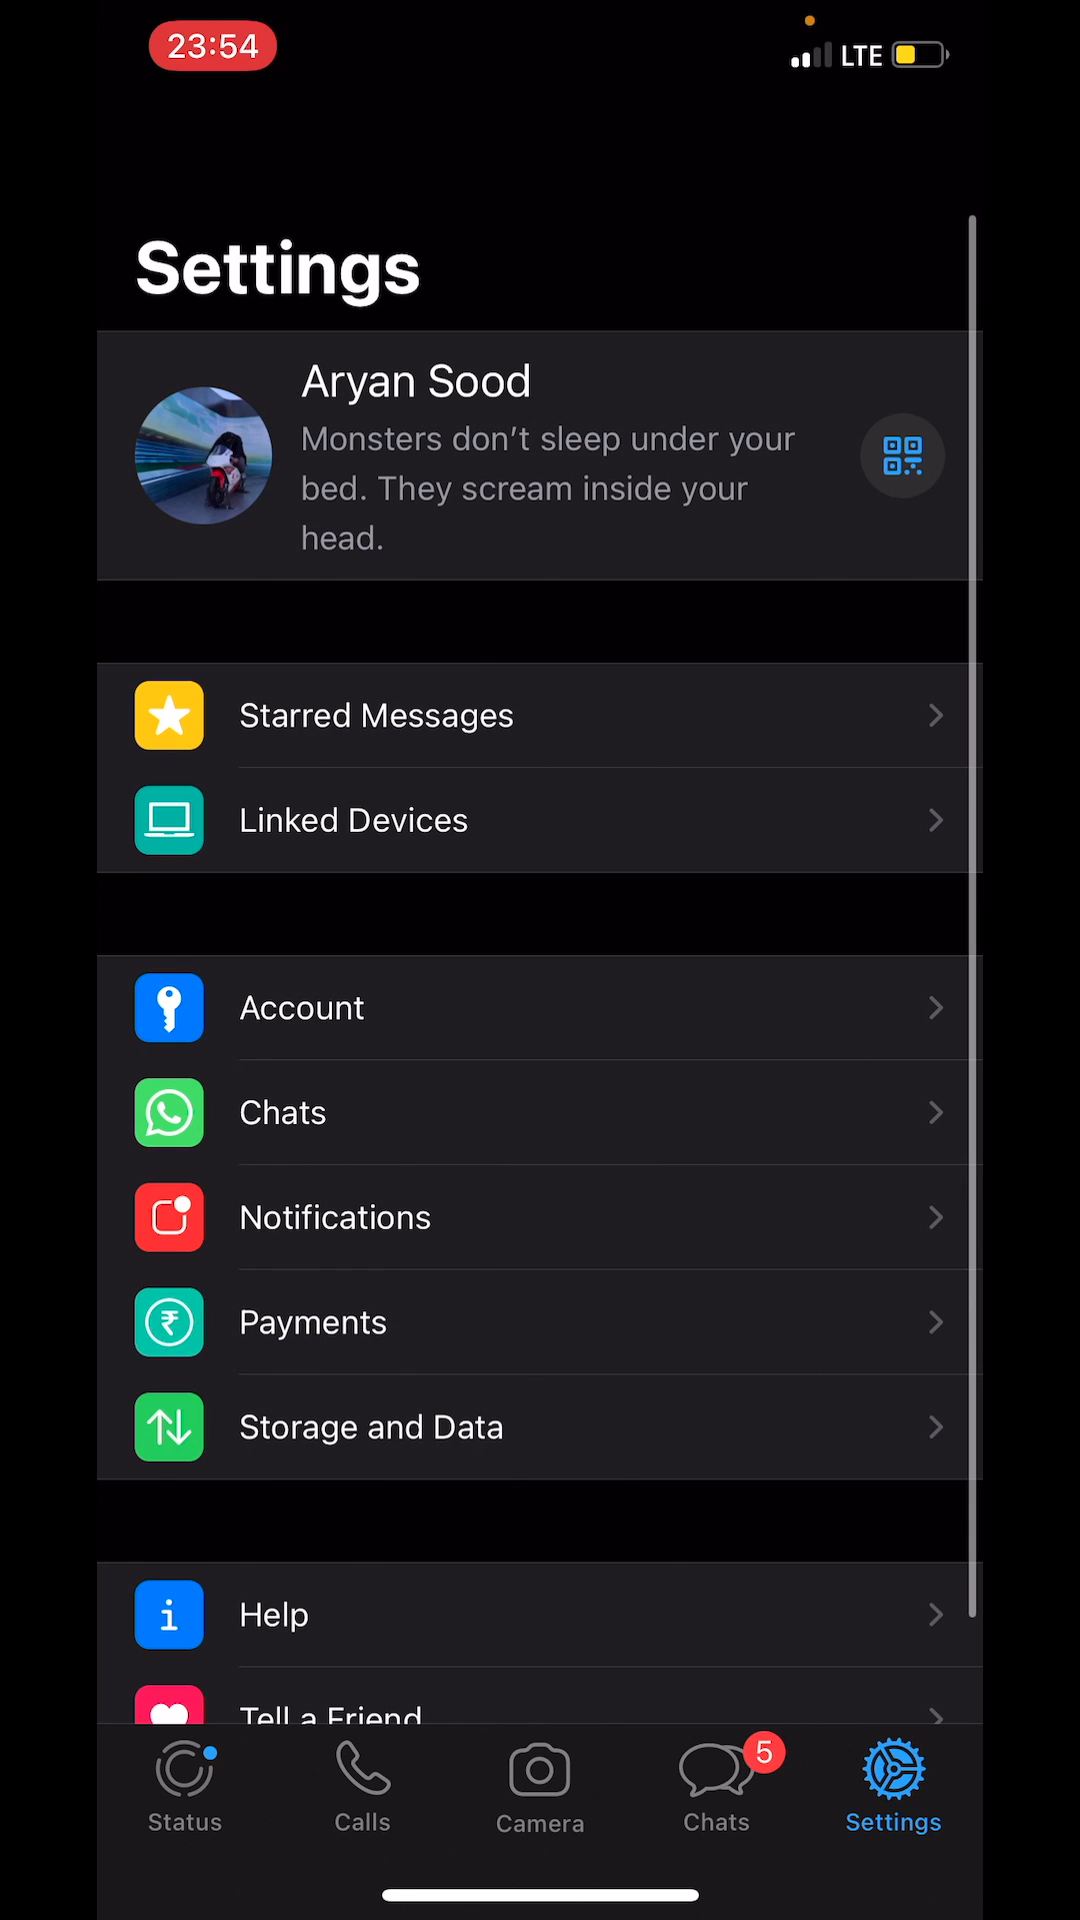 23:54
LTE
Settings
Aryan Sood
Monsters don’t sleep under your
bed. They scream inside your
head.
Starred Messages
Linked Devices
Account
Chats
Notifications
₹
Payments
Storage and Data
i
Help
Tell a Friend
5
Status
Calls
Camera
Chats
Settings